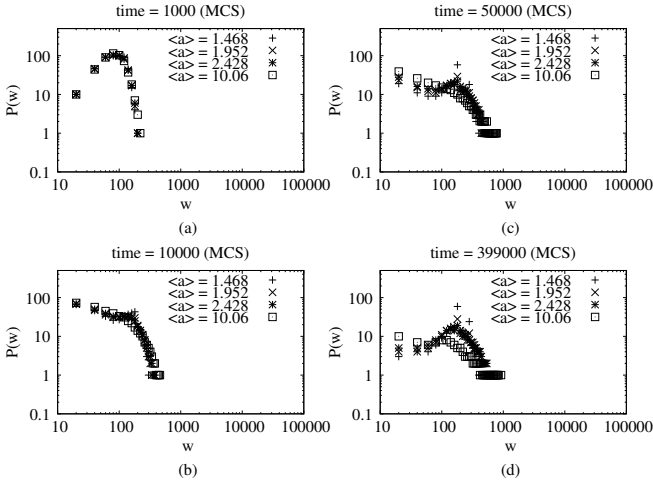 time = 1000 (MCS)
P(w)
100
10
1
0.1
<a> = 1.468
<a> = 1.952
<a> = 2.428
<a> = 10.06
10 100 1000 10000 100000
w
(a)
time = 50000 (MCS)
P(w)
100
10
1
0.1
<a> = 1.468
<a> = 1.952
<a> = 2.428
<a> = 10.06
10 100 1000 10000 100000
w
(c)
time = 10000 (MCS)
P(w)
100
10
1
0.1
<a> = 1.468
<a> = 1.952
<a> = 2.428
<a> = 10.06
10 100 1000 10000 100000
w
(b)
time = 399000 (MCS)
P(w)
100
10
1
0.1
<a> = 1.468
<a> = 1.952
<a> = 2.428
<a> = 10.06
10 100 1000 10000 100000
w
(d)